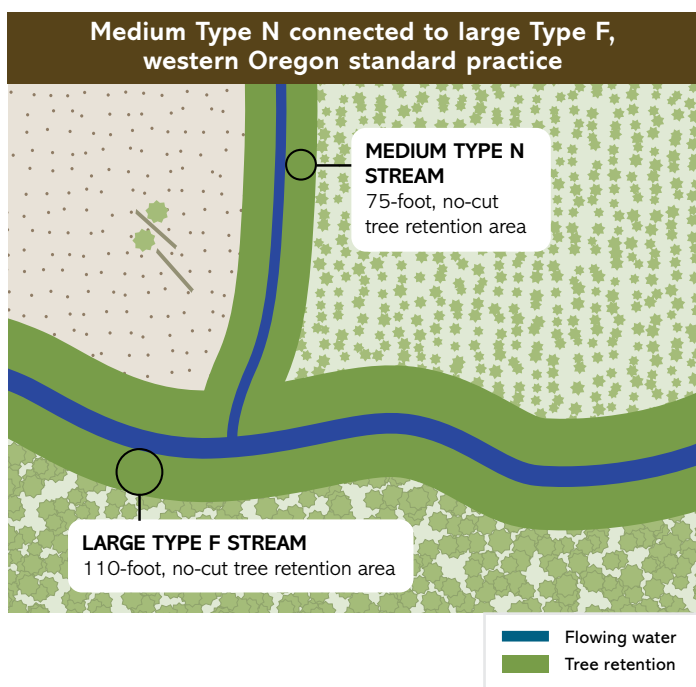 Medium Type N connected to large Type F,
western Oregon standard practice
MEDIUM TYPE N
STREAM
75-foot, no-cut
tree retention area
LARGE TYPE F STREAM
110-foot, no-cut tree retention area
Flowing water
Tree retention